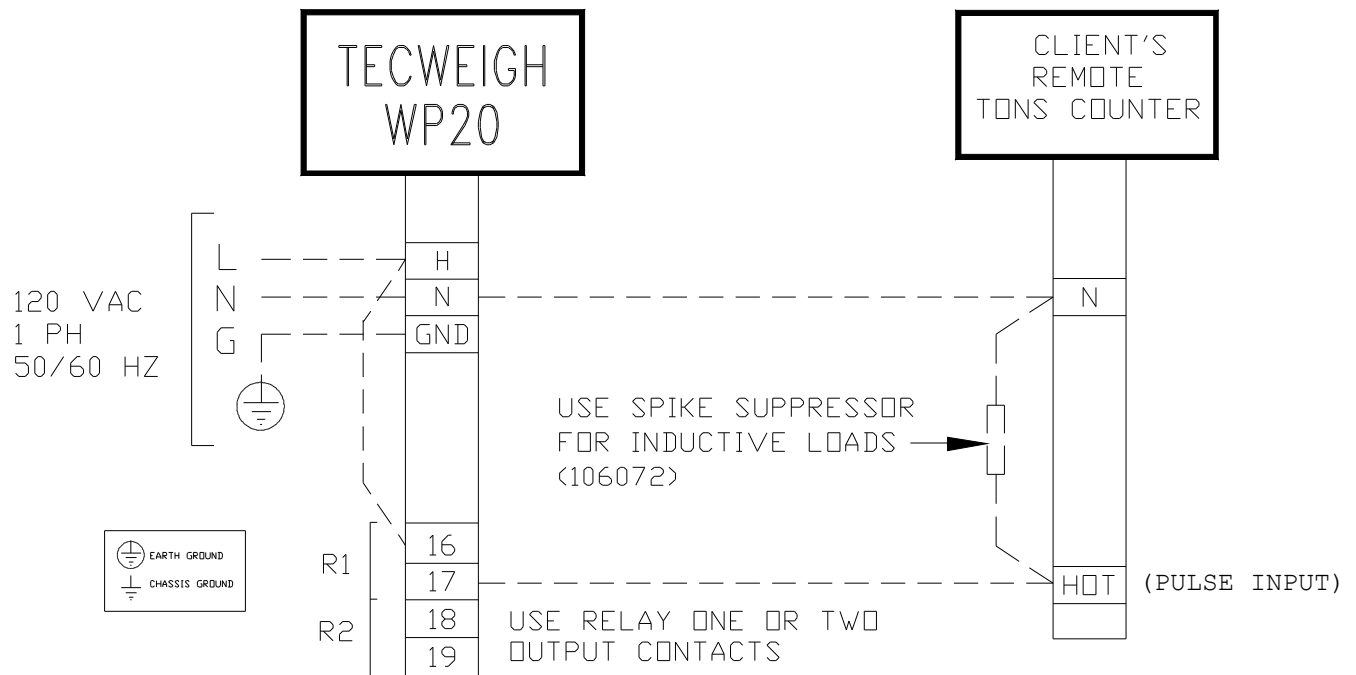 TECWEIGH
WP20
CLIENT'S
REMOTE
TONS COUNTER
L
N
G
120 VAC
1 PH
50/60 HZ
H
N
GND
N
USE SPIKE SUPPRESSOR
FOR INDUCTIVE LOADS
(106072)
EARTH GROUND
CHASSIS GROUND
R1
R2
16
17
18
19
HOT
(PULSE INPUT)
USE RELAY ONE OR TWO
OUTPUT CONTACTS